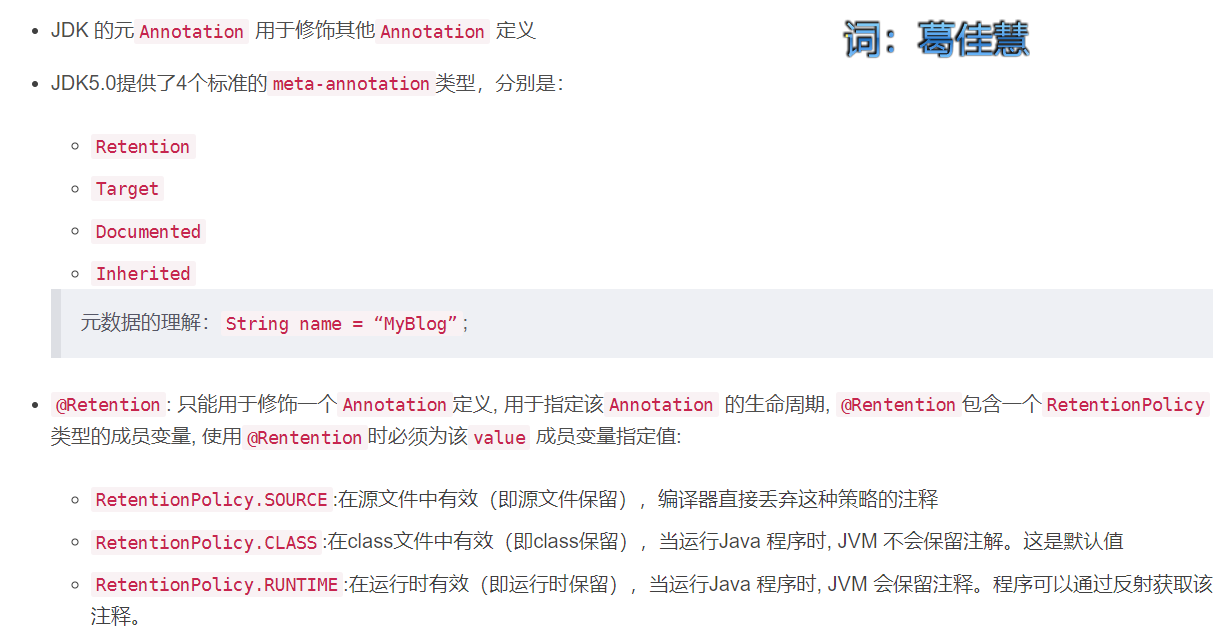 JDK 的元 Annotation 用于修饰其他 Annotation 定义
词：葛佳慧
JDK5.0提供了4个标准的 meta-annotation 类型，分别是：
Retention
Target
Documented
Inherited
元数据的理解： String name = “MyBlog”；
@Retention : 只能用于修饰一个 Annotation 定义, 用于指定该 Annotation 的生命周期, @Rentention 包含一个 RetentionPolicy
类型的成员变量, 使用 @Rentention 时必须为该 value 成员变量指定值:
RetentionPolicy.SOURCE :在源文件中有效（即源文件保留），编译器直接丢弃这种策略的注释
RetentionPolicy.CLASS :在class文件中有效（即class保留），当运行Java 程序时, JVM 不会保留注解。这是默认值
RetentionPolicy.RUNTIME :在运行时有效（即运行时保留），当运行Java 程序时, JVM 会保留注释。程序可以通过反射获取该
注释。